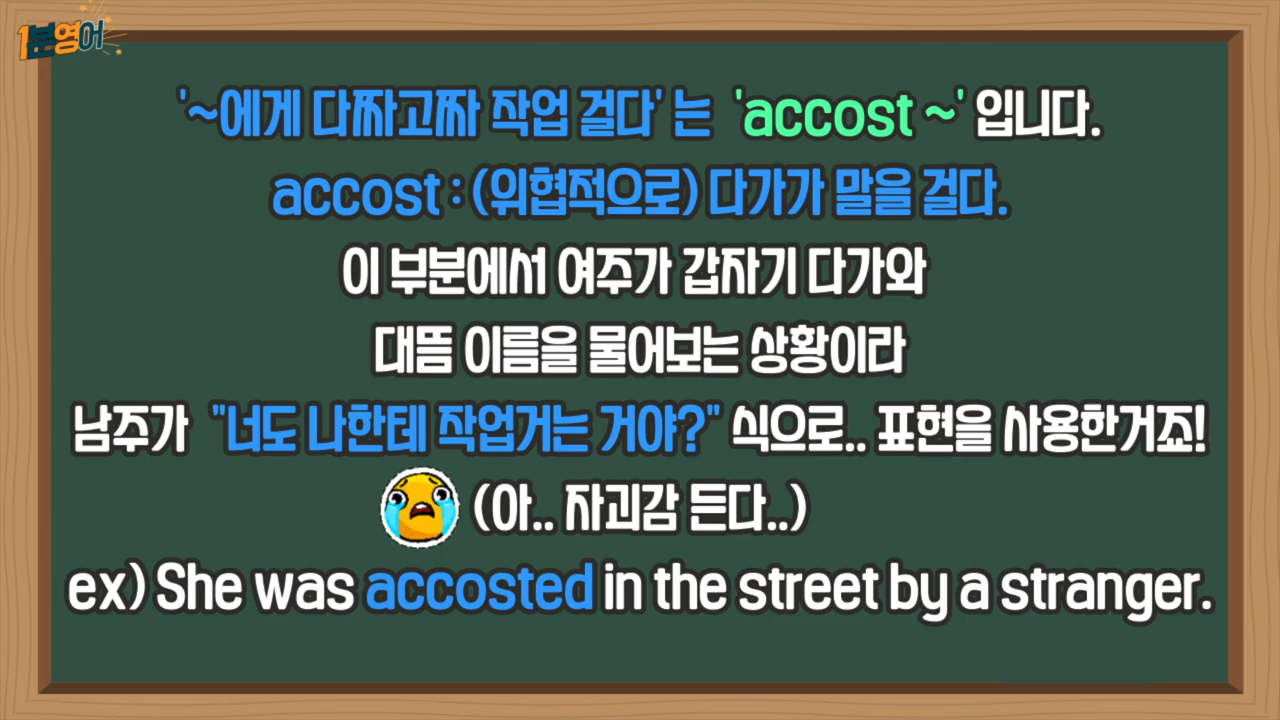 1분영어
'~에게 다짜고짜 작업 걸다' 는 'accost ~' 입니다.
accost : (위협적으로) 다가가 말을 걸다.
이 부분에서 여주가 갑자기 다가와
대뜸 이름을 물어보는 상황이라
남주가 "너도 나한테 작업거는 거야?" 식으로.. 표현을 사용한거죠!
(아.. 자괴감 든다..)
ex) She was accosted in the street by a stranger.